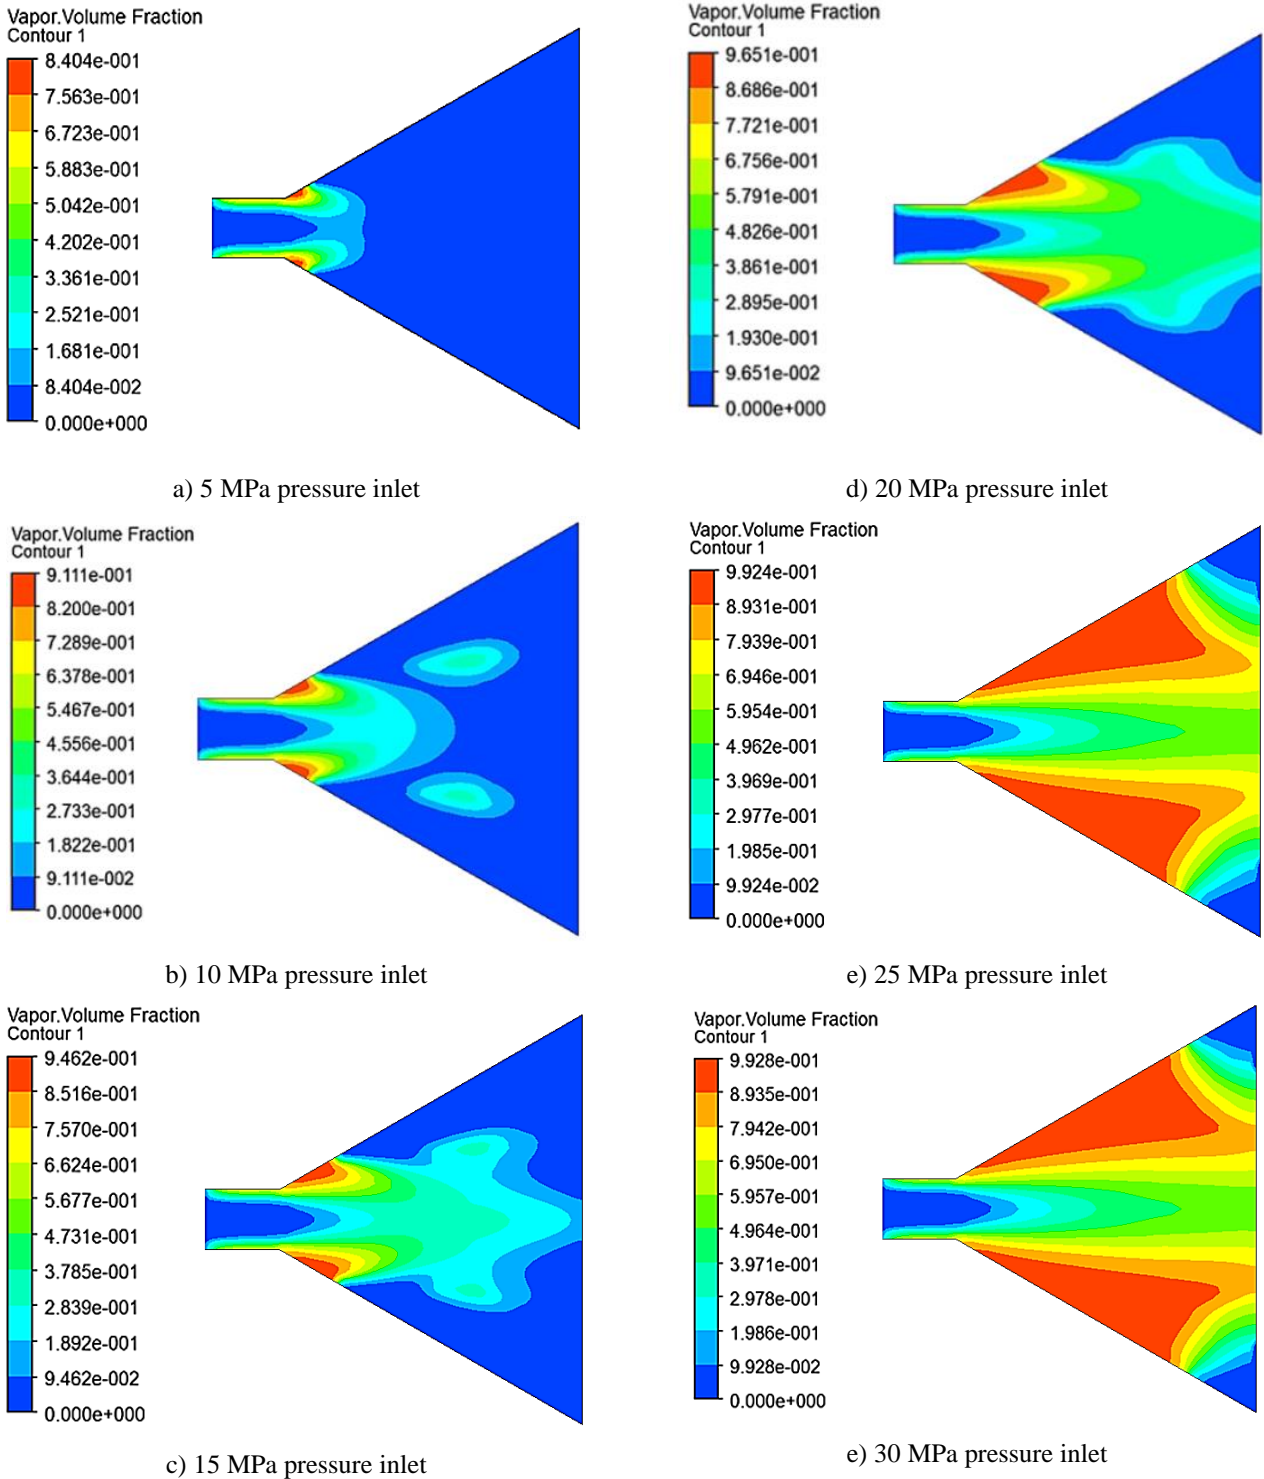 Vapor.Volume Fraction
Contour 1
8.404e-001
7.563e-001
6.723e-001
5.883e-001
5.042e-001
4.202e-001
3.361e-001
2.521e-001
1.681e-001
8.404e-002
0.000e+000
a) 5 MPa pressure inlet
Vapor.Volume Fraction
Contour 1
9.111e-001
8.200e-001
7.289e-001
6.378e-001
5.467e-001
4.556e-001
3.644e-001
2.733e-001
1.822e-001
9.111e-002
0.000e+000
b) 10 MPa pressure inlet
Vapor.Volume Fraction
Contour 1
9.462e-001
8.516e-001
7.570e-001
6.624e-001
5.677e-001
4.731e-001
3.785e-001
2.839e-001
1.892e-001
9.462e-002
0.000e+000
c) 15 MPa pressure inlet
Vapor.Volume Fraction
Contour 1
9.651e-001
8.686e-001
7.721e-001
6.756e-001
5.791e-001
4.826e-001
3.861e-001
2.895e-001
1.930e-001
9.651e-002
0.000e+000
d) 20 MPa pressure inlet
Vapor.Volume Fraction
Contour 1
9.924e-001
8.931e-001
7.939e-001
6.946e-001
5.954e-001
4.962e-001
3.969e-001
2.977e-001
1.985e-001
9.924e-002
0.000e+000
e) 25 MPa pressure inlet
Vapor.Volume Fraction
Contour 1
9.928e-001
8.935e-001
7.942e-001
6.950e-001
5.957e-001
4.964e-001
3.971e-001
2.978e-001
1.986e-001
9.928e-002
0.000e+000
e) 30 MPa pressure inlet